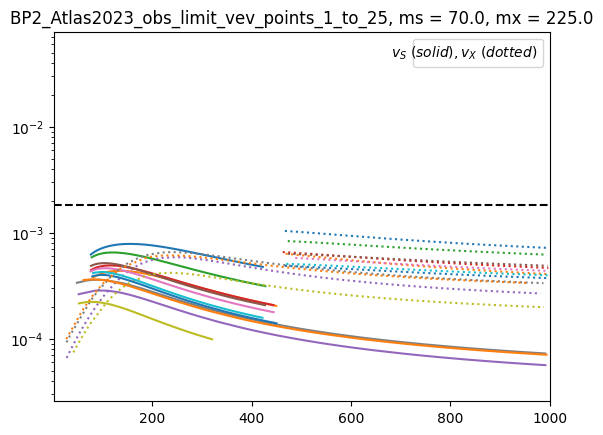 BP2_Atlas2023_obs_limit_vev_points_1_to_25, ms = 70.0, mx = 225.0
v_S (solid), v_X (dotted)
10^{-2}
10^{-3}
10^{-4}
200 400 600 800 1000